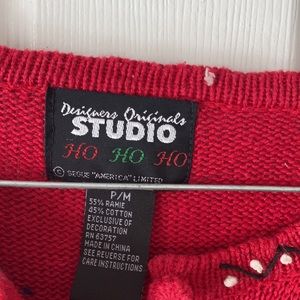 Designers Originals
STUDIO
HO HO HO
© SEGUE "AMERICA" LIMITED
P/M
55% RAMIE
45% COTTON
EXCLUSIVE OF
DECORATION
RN 63757
MADE IN CHINA
SEE REVERSE FOR
CARE INSTRUCTIONS